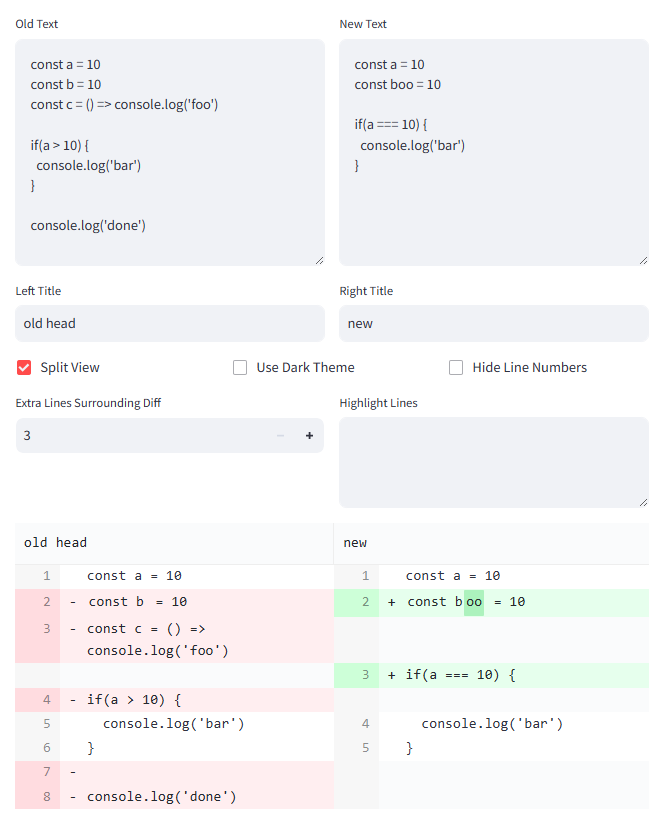 Old Text
New Text
const a = 10
const b = 10
const c = () => console.log('foo')
if(a > 10) {
  console.log('bar')
}
console.log('done')
const a = 10
const boo = 10
if(a === 10) {
  console.log('bar')
}
Left Title
Right Title
old head
new
Split View
Use Dark Theme
Hide Line Numbers
Extra Lines Surrounding Diff
Highlight Lines
3 − +
old head
new
1 const a = 10 1 const a = 10
2 - const b = 10 2 + const boo = 10
3 - const c = () =>
console.log('foo')
3 + if(a === 10) {
4 - if(a > 10) {
5 console.log('bar') 4 console.log('bar')
6 } 5 }
7 -
8 - console.log('done')